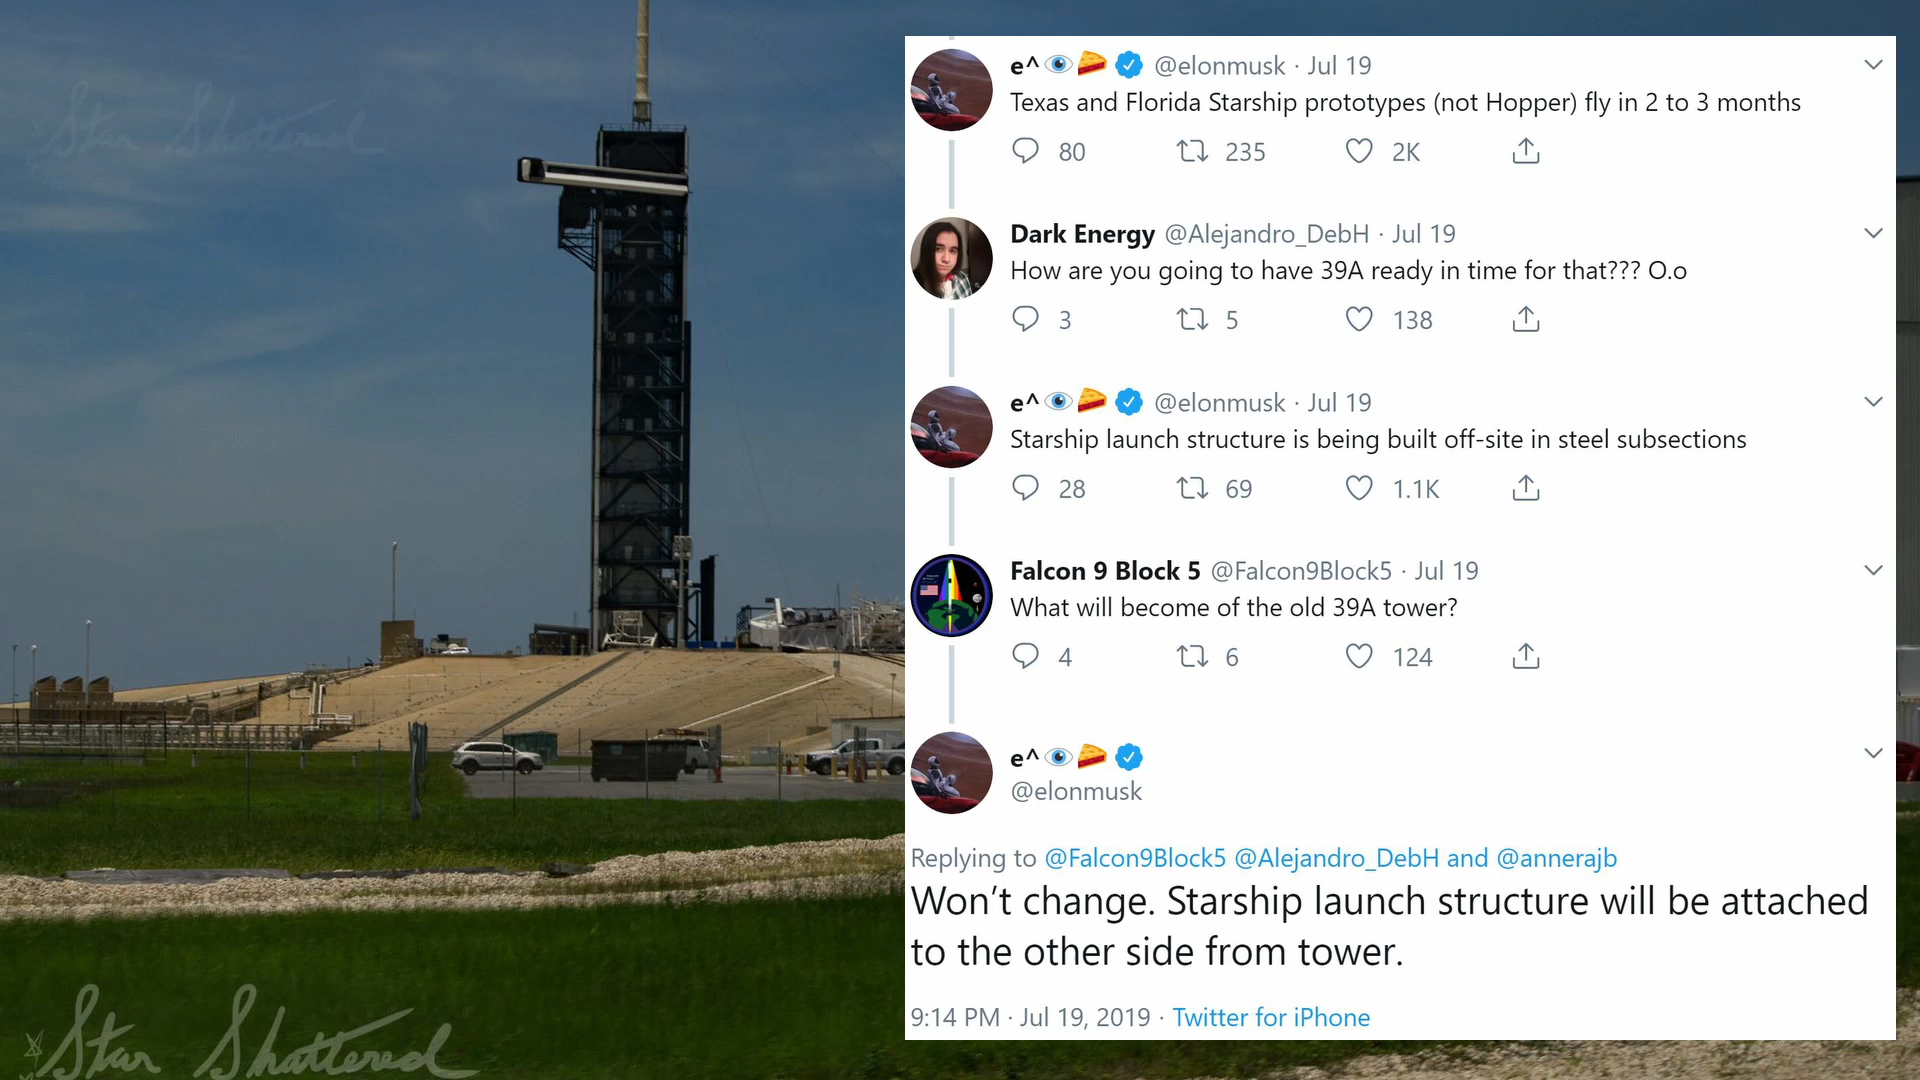 Star Shattered
e^👁🥧 @elonmusk · Jul 19
Texas and Florida Starship prototypes (not Hopper) fly in 2 to 3 months
80 235 2K
Dark Energy @Alejandro_DebH · Jul 19
How are you going to have 39A ready in time for that??? O.o
3 5 138
e^👁🥧 @elonmusk · Jul 19
Starship launch structure is being built off-site in steel subsections
28 69 1.1K
Falcon 9 Block 5 @Falcon9Block5 · Jul 19
What will become of the old 39A tower?
4 6 124
e^👁🥧
@elonmusk
Replying to @Falcon9Block5 @Alejandro_DebH and @annerajb
Won’t change. Starship launch structure will be attached
to the other side from tower.
9:14 PM · Jul 19, 2019 · Twitter for iPhone
Star Shattered